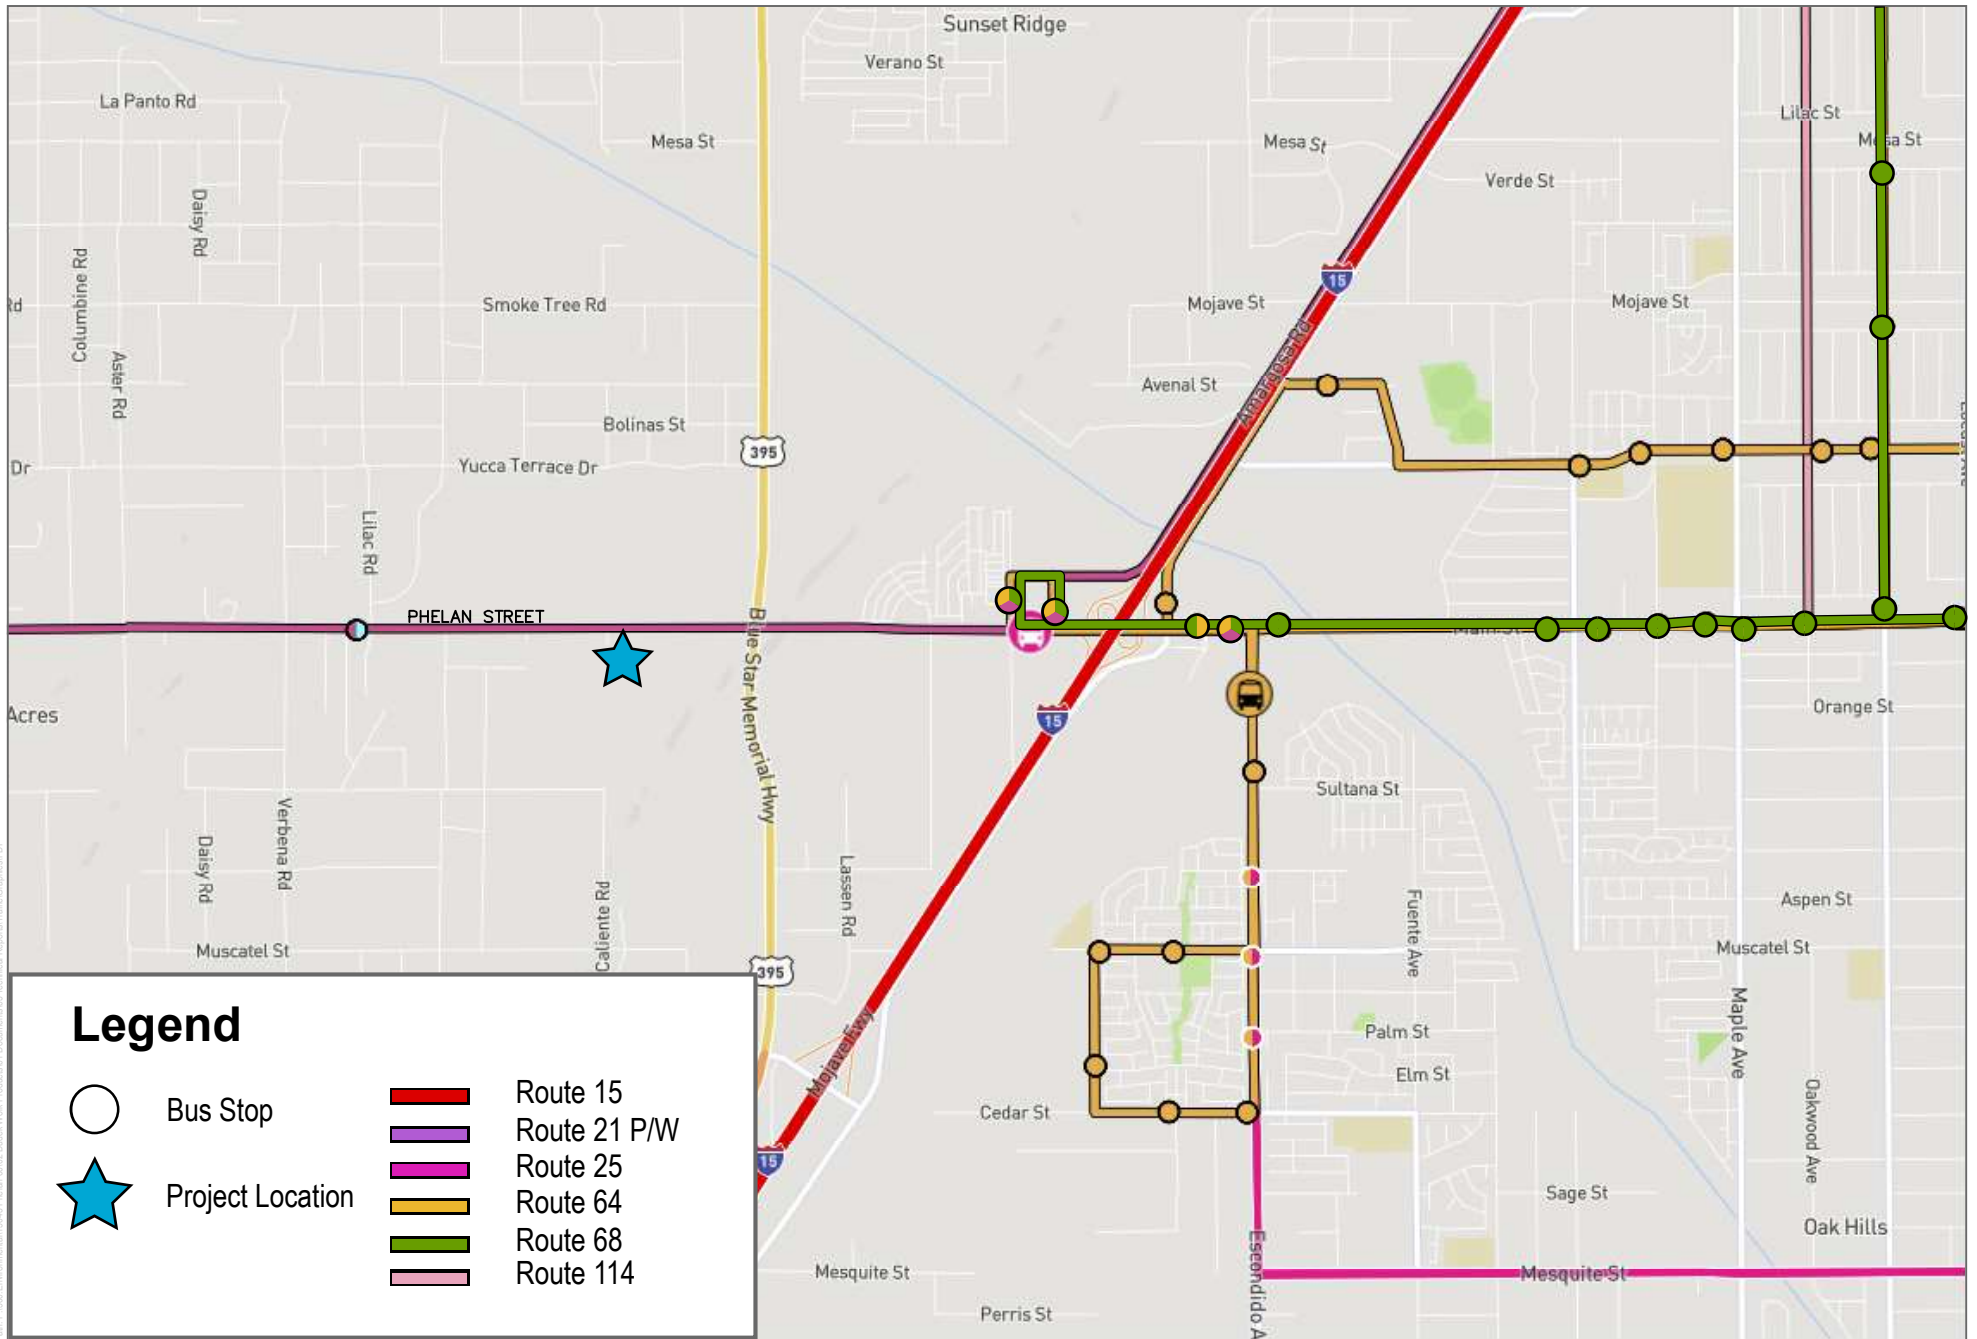 Sunset Ridge
Verano St
La Panto Rd
Lilac St
Mesa St
Mesa St
Mesa St
Verde St
Daisy Rd
Columbine Rd
15
Rd
Smoke Tree Rd
Mojave St
Mojave St
Aster Rd
Amargosa Rd
Avenal St
Bolinas St
395
Dr
Yucca Terrace Dr
Lilac Rd
PHELAN STREET
Main St
Blue Star Memorial Hwy
Acres
15
Orange St
Sultana St
Verbena Rd
Daisy Rd
Caliente Rd
Lassen Rd
Fuente Ave
Aspen St
Muscatel St
Muscatel St
395
Maple Ave
Mojave Fwy
Palm St
Elm St
Cedar St
Oakwood Ave
15
Sage St
Oak Hills
Escondido A
Mesquite St
Mesquite St
Perris St
Legend
Bus Stop
Project Location
Route 15
Route 21 P/W
Route 25
Route 64
Route 68
Route 114